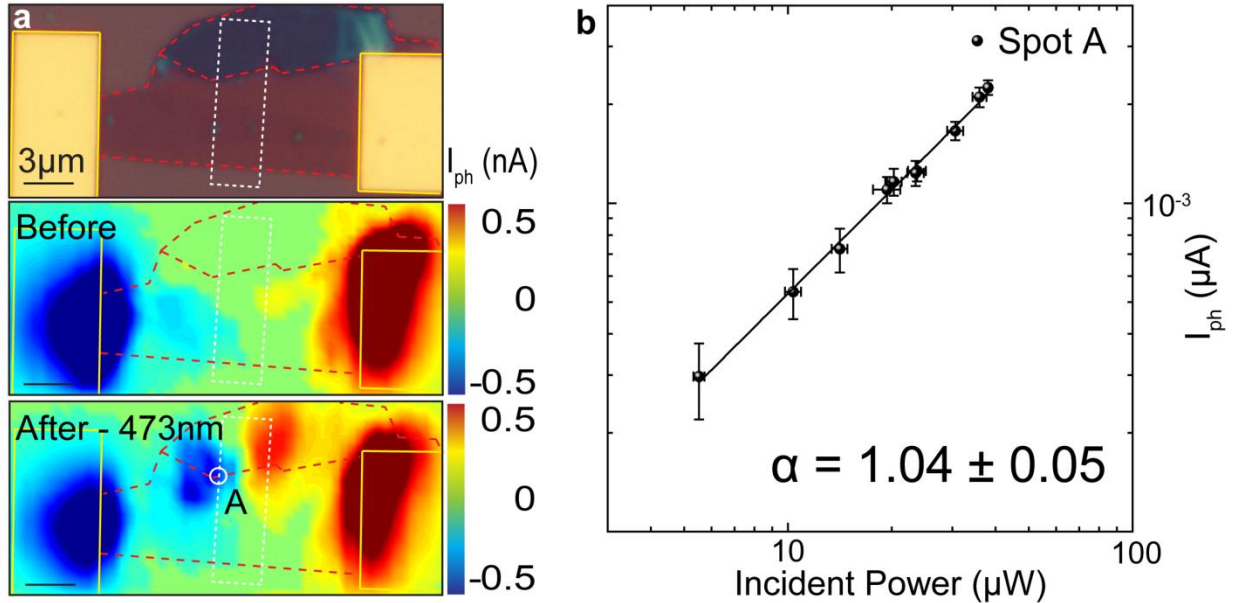 a
3µm
I_ph (nA)
Before
0.5
0
-0.5
After - 473nm
A
0.5
0
-0.5
b
Spot A
10⁻³
I_ph (µA)
α = 1.04 ± 0.05
10
100
Incident Power (µW)